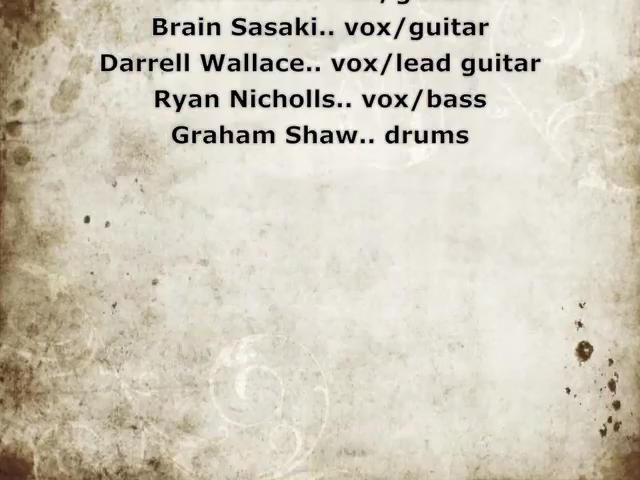 Brain Sasaki.. vox/guitar
Darrell Wallace.. vox/lead guitar
Ryan Nicholls.. vox/bass
Graham Shaw.. drums